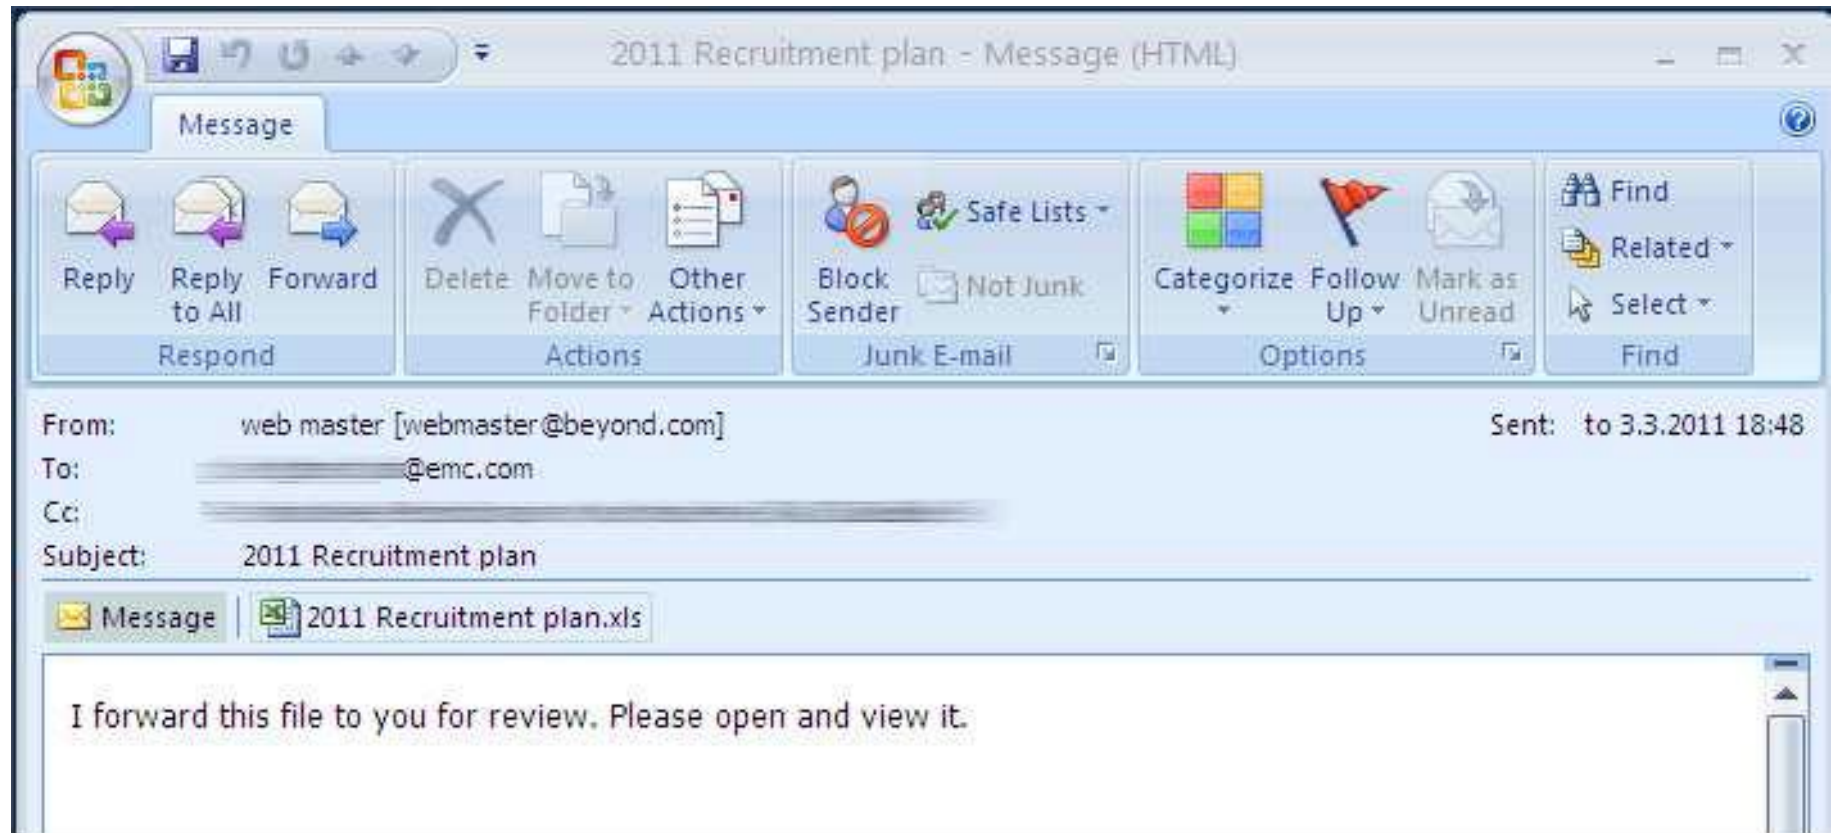 2011 Recruitment plan - Message (HTML)
Message
Reply
Reply to All
Forward
Respond
Delete
Move to Folder
Other Actions
Actions
Block Sender
Safe Lists
Not Junk
Junk E-mail
Categorize
Follow Up
Mark as Unread
Options
Find
Related
Select
Find
From: web master [webmaster@beyond.com]
Sent: to 3.3.2011 18:48
To: @emc.com
Cc:
Subject: 2011 Recruitment plan
Message
2011 Recruitment plan.xls
I forward this file to you for review. Please open and view it.